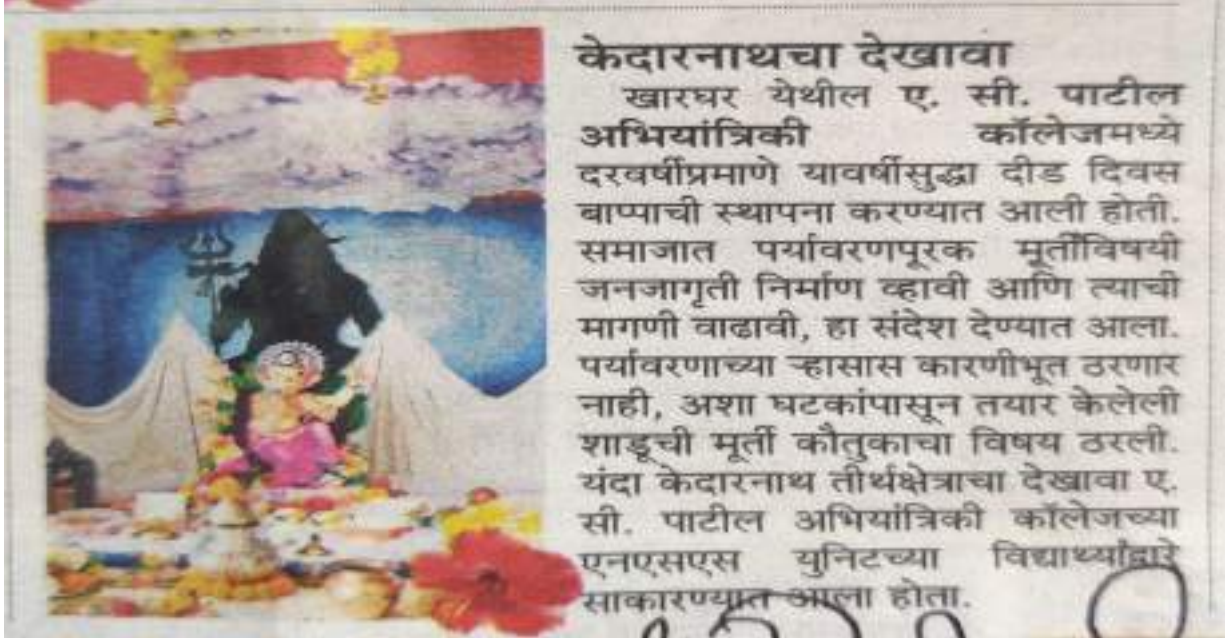 केदारनाथचा देखावा
खारघर येथील ए. सी. पाटील
अभियांत्रिकी कॉलेजमध्ये
दरवर्षीप्रमाणे यावर्षीसुद्धा दीड दिवस
बाप्पाची स्थापना करण्यात आली होती.
समाजात पर्यावरणपूरक मूर्तीविषयी
जनजागृती निर्माण व्हावी आणि त्याची
मागणी वाढावी, हा संदेश देण्यात आला.
पर्यावरणाच्या ऱ्हासास कारणीभूत ठरणार
नाही, अशा घटकांपासून तयार केलेली
शाडूची मूर्ती कौतुकाचा विषय ठरली.
यंदा केदारनाथ तीर्थक्षेत्राचा देखावा ए.
सी. पाटील अभियांत्रिकी कॉलेजच्या
एनएसएस युनिटच्या विद्यार्थ्यांद्वारे
साकारण्यात आला होता.